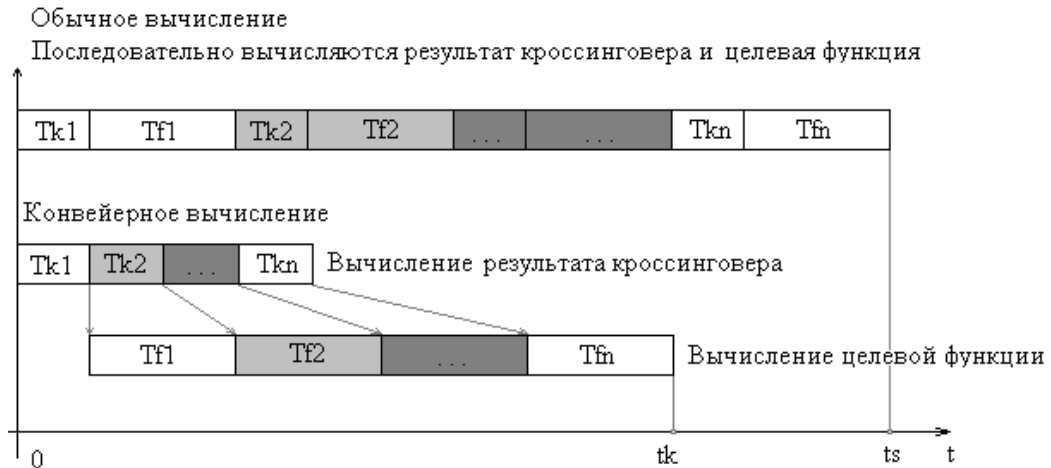 Обычное вычисление
Последовательно вычисляются результат кроссинговера и целевая функция
Tk1 Tf1 Tk2 Tf2 ... ... Tkn Tfn
Конвейерное вычисление
Tk1 Tk2 ... Tkn Вычисление результата кроссинговера
Tf1 Tf2 ... Tfn Вычисление целевой функции
0 tk ts t